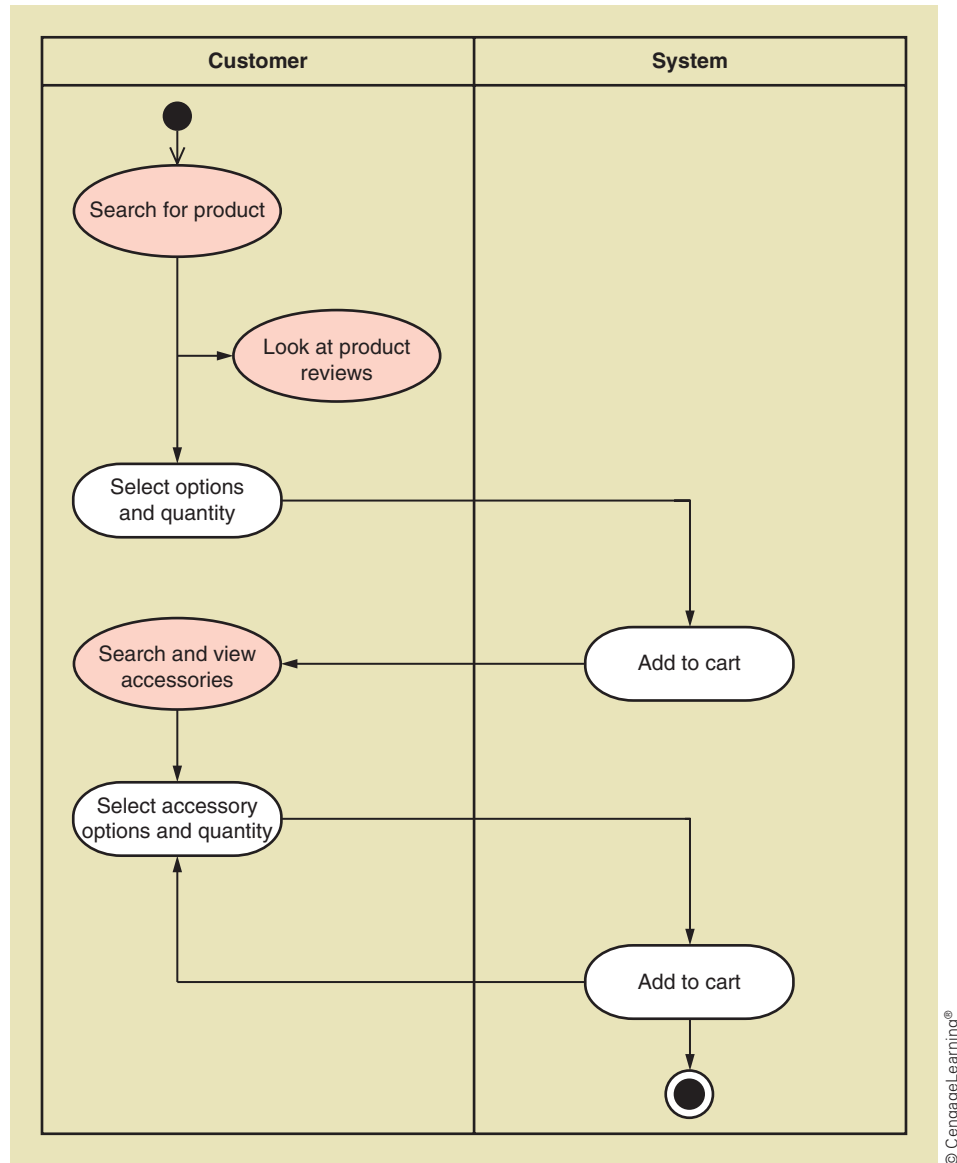 Customer
System
Search for product
Look at product
reviews
Select options
and quantity
Search and view
accessories
Add to cart
Select accessory
options and quantity
Add to cart
© CengageLearning®